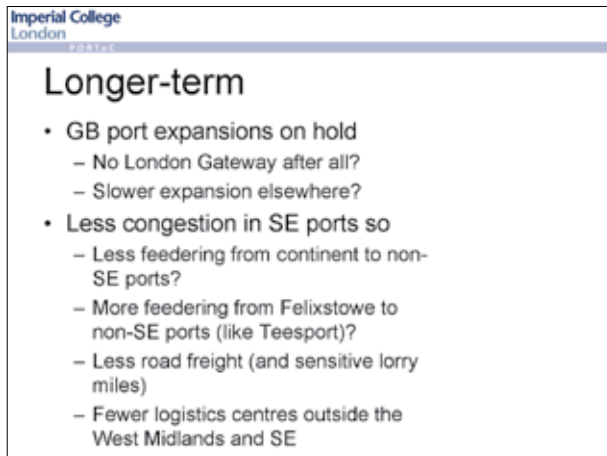 Imperial College
London
PORTeC
Longer-term
• GB port expansions on hold
– No London Gateway after all?
– Slower expansion elsewhere?
• Less congestion in SE ports so
– Less feedering from continent to non-
SE ports?
– More feedering from Felixstowe to
non-SE ports (like Teesport)?
– Less road freight (and sensitive lorry
miles)
– Fewer logistics centres outside the
West Midlands and SE